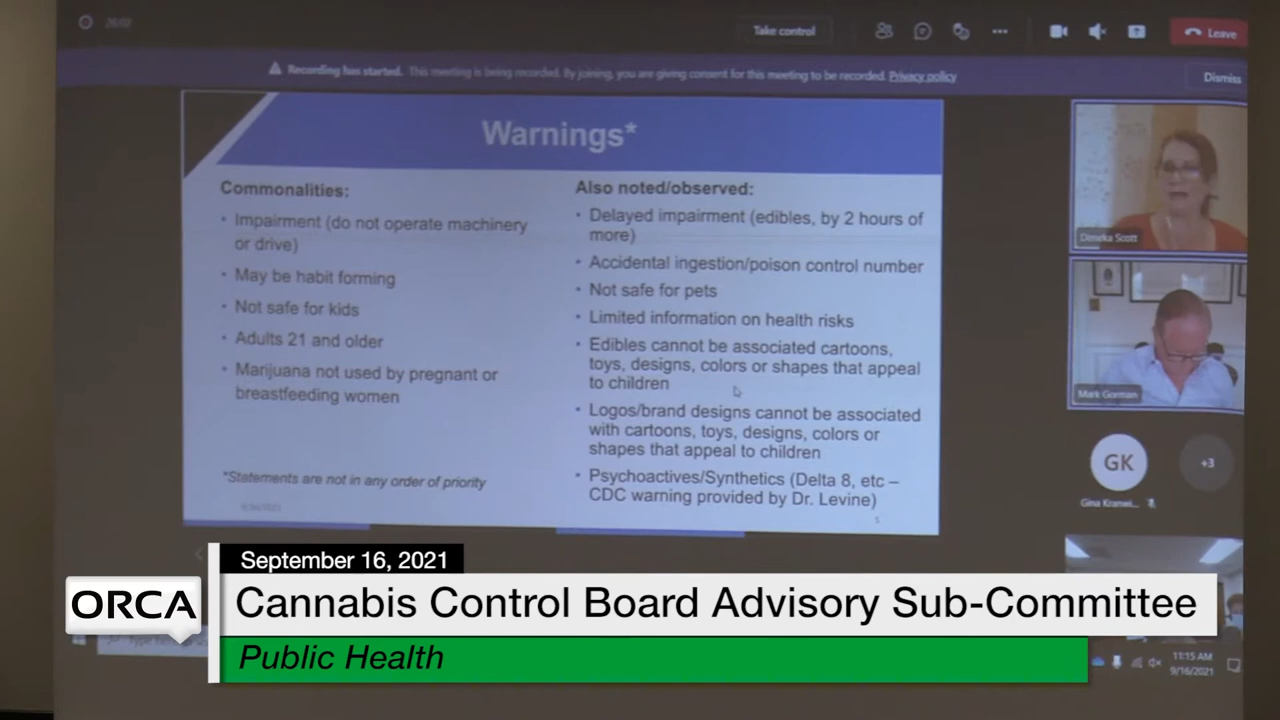 Take control
Leave
Recording has started. This meeting is being recorded. By joining, you are giving consent for this meeting to be recorded. Privacy policy
Dismiss
Warnings*
Commonalities:
• Impairment (do not operate machinery
or drive)
• May be habit forming
• Not safe for kids
• Adults 21 and older
• Marijuana not used by pregnant or
breastfeeding women
*Statements are not in any order of priority
Also noted/observed:
• Delayed impairment (edibles, by 2 hours of
more)
• Accidental ingestion/poison control number
• Not safe for pets
• Limited information on health risks
• Edibles cannot be associated cartoons,
toys, designs, colors or shapes that appeal
to children
• Logos/brand designs cannot be associated
with cartoons, toys, designs, colors or
shapes that appeal to children
• Psychoactives/Synthetics (Delta 8, etc –
CDC warning provided by Dr. Levine)
5
Scott
Mark Gorman
GK
+3
Gina
September 16, 2021
ORCA
Cannabis Control Board Advisory Sub-Committee
Public Health
11:15 AM
9/16/2021